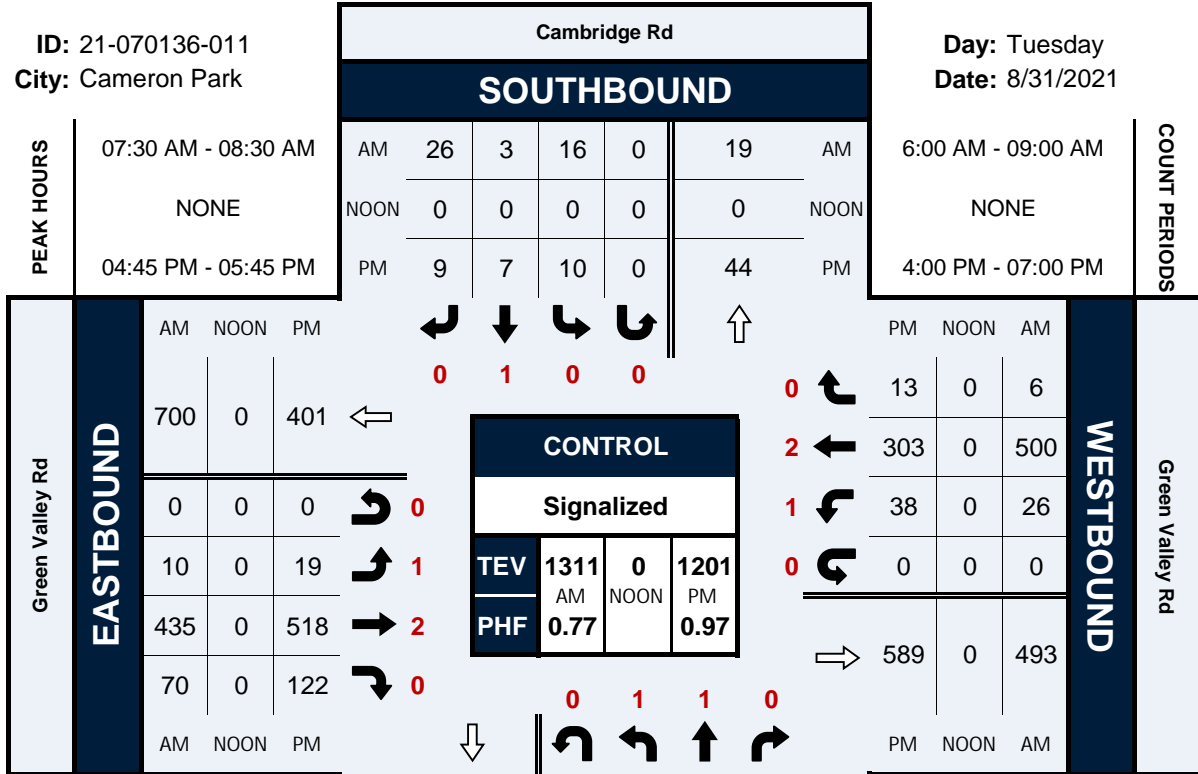 ID: 21-070136-011
City: Cameron Park
Cambridge Rd
SOUTHBOUND
Day: Tuesday
Date: 8/31/2021
PEAK HOURS
07:30 AM - 08:30 AM
NONE
04:45 PM - 05:45 PM
AM 26 3 16 0 19 AM
NOON 0 0 0 0 0 NOON
PM 9 7 10 0 44 PM
6:00 AM - 09:00 AM
NONE
4:00 PM - 07:00 PM
COUNT PERIODS
0 1 0 0
Green Valley Rd
EASTBOUND
AM NOON PM
700 0 401
0 0 0 0
10 0 19 1
435 0 518 2
70 0 122 0
AM NOON PM
CONTROL
Signalized
TEV 1311 0 1201
AM NOON PM
PHF 0.77 0.97
PM NOON AM
0 13 0 6
2 303 0 500
1 38 0 26
0 0 0 0
589 0 493
PM NOON AM
WESTBOUND
Green Valley Rd
0 1 1 0